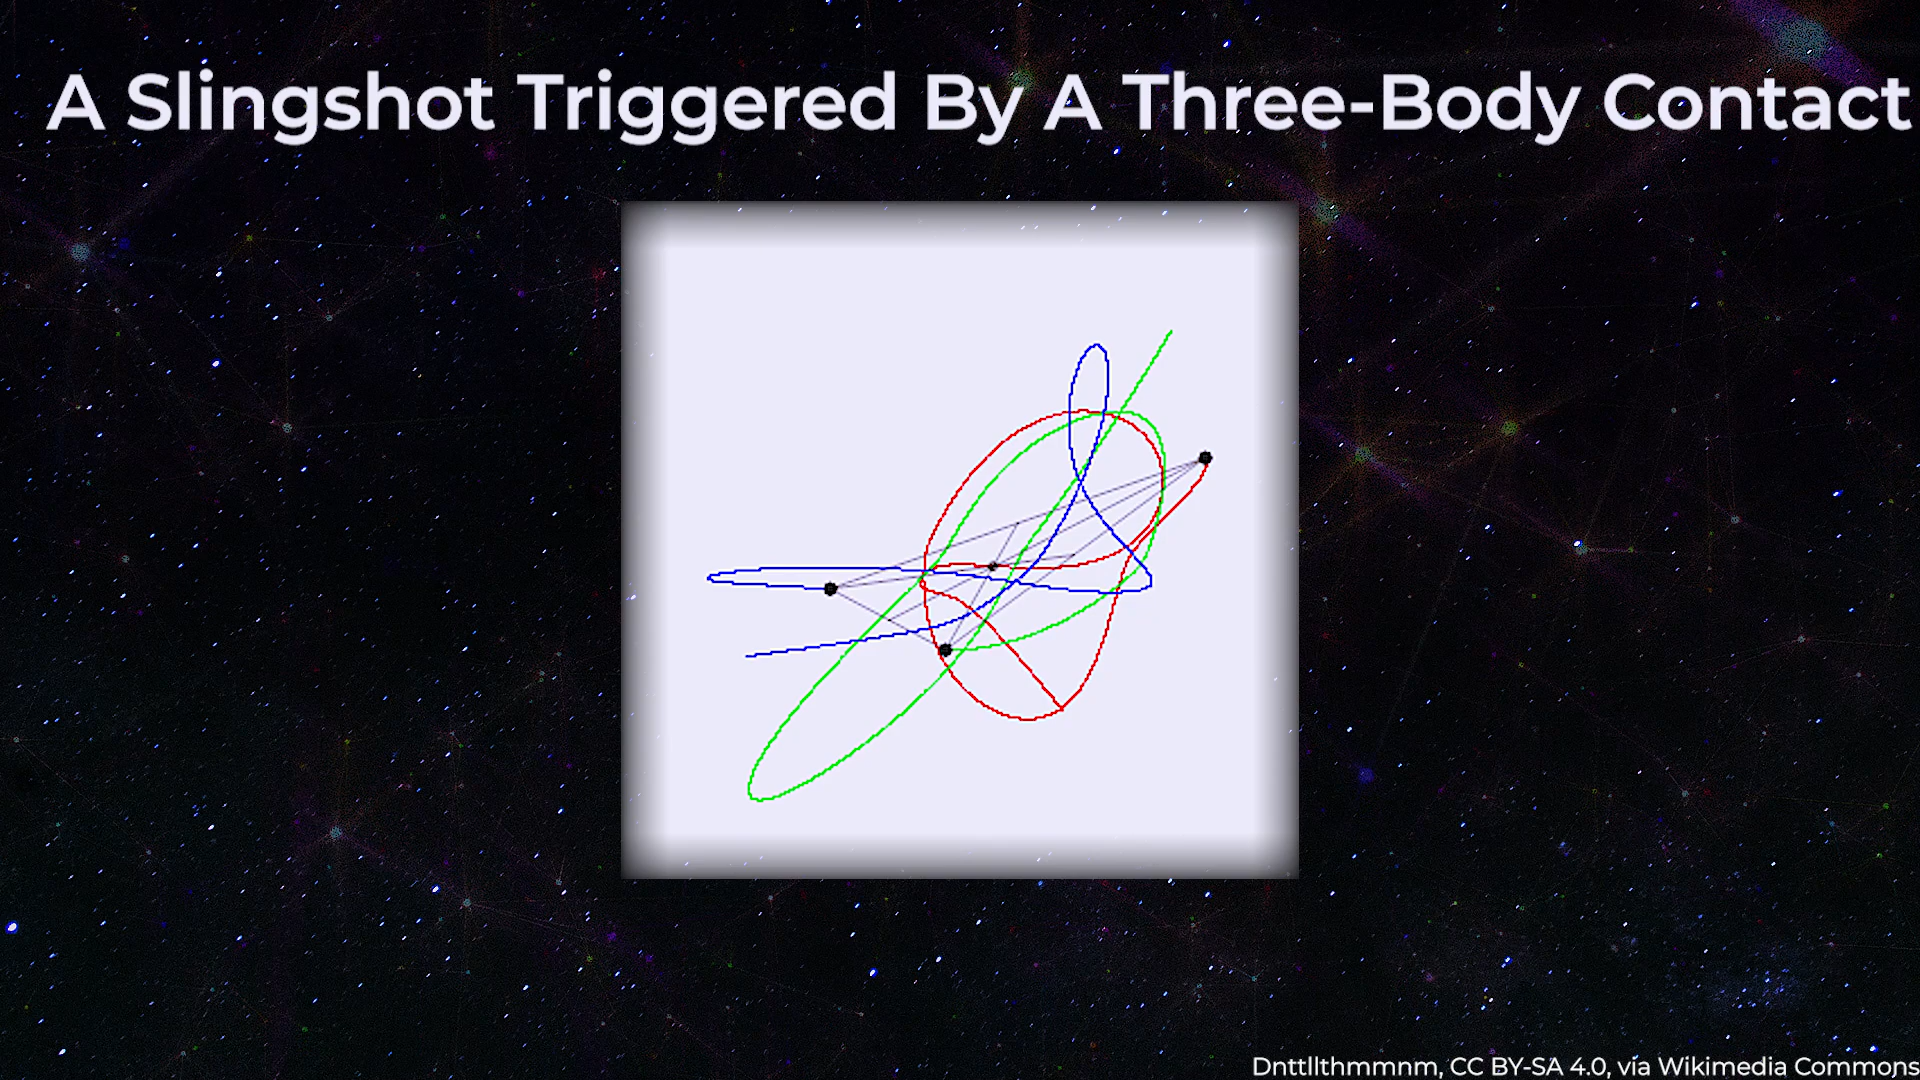 A Slingshot Triggered By A Three-Body Contact
Dnttllthmmnm, CC BY-SA 4.0, via Wikimedia Commons